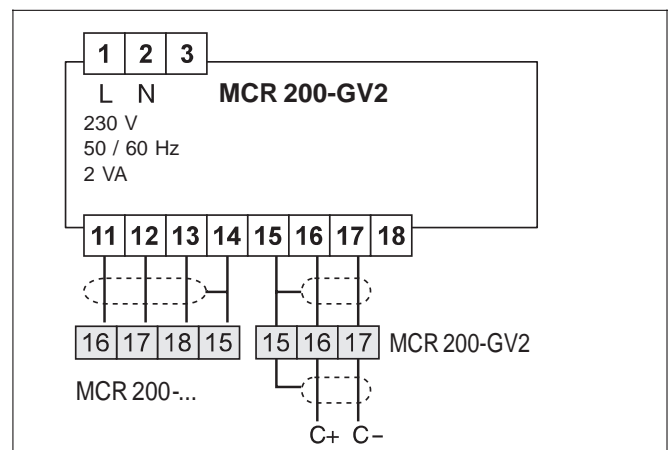 1 2 3
L N MCR 200-GV2
230 V
50 / 60 Hz
2 VA
11 12 13 14 15 16 17 18
16 17 18 15 15 16 17 MCR 200-GV2
MCR 200-...
C+ C-